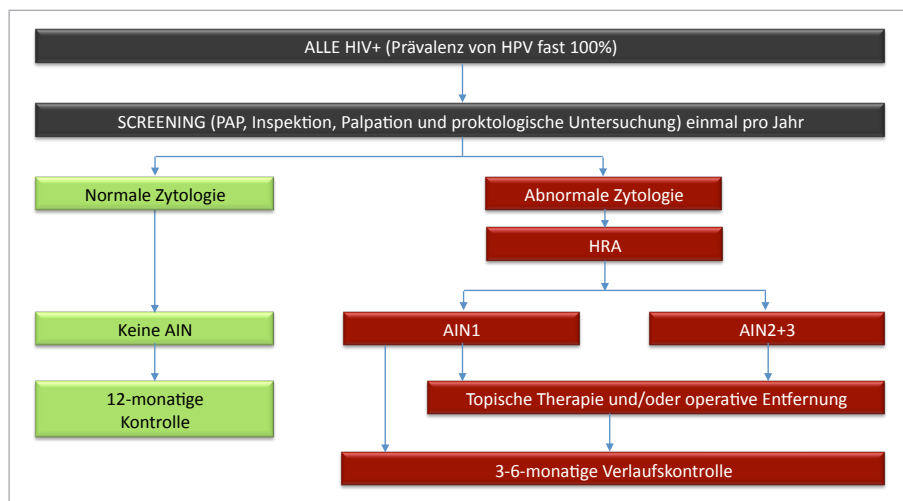 ALLE HIV+ (Prävalenz von HPV fast 100%)
SCREENING (PAP, Inspektion, Palpation und proktologische Untersuchung) einmal pro Jahr
Normale Zytologie
Abnormale Zytologie
HRA
Keine AIN
AIN1
AIN2+3
12-monatige
Kontrolle
Topische Therapie und/oder operative Entfernung
3-6-monatige Verlaufskontrolle